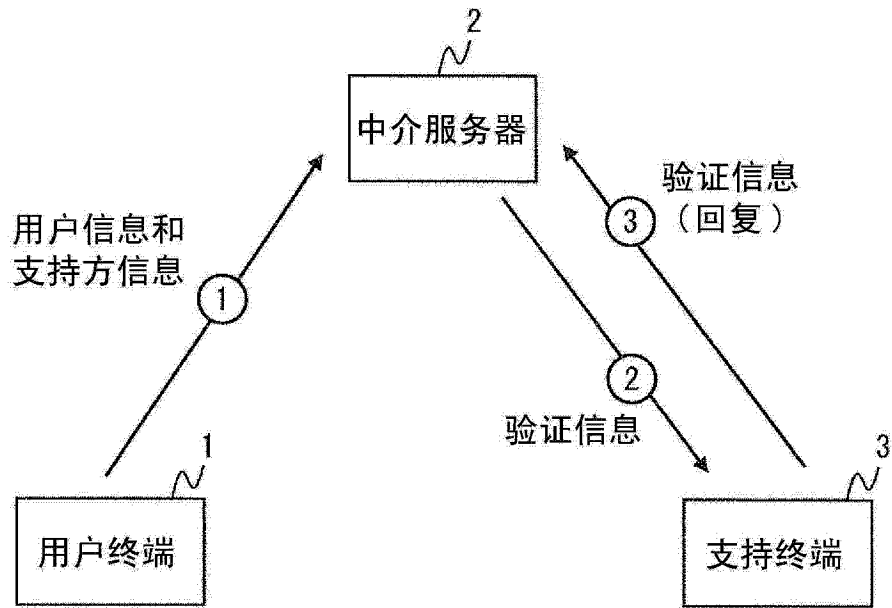 2
中介服务器
验证信息
（回复）
③
用户信息和
支持方信息
①
②
验证信息
1
用户终端
3
支持终端